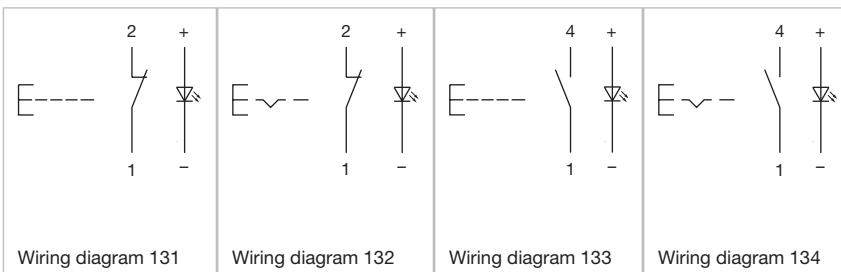 2 +
1 –
Wiring diagram 131
2 +
1 –
Wiring diagram 132
4 +
1 –
Wiring diagram 133
4 +
1 –
Wiring diagram 134